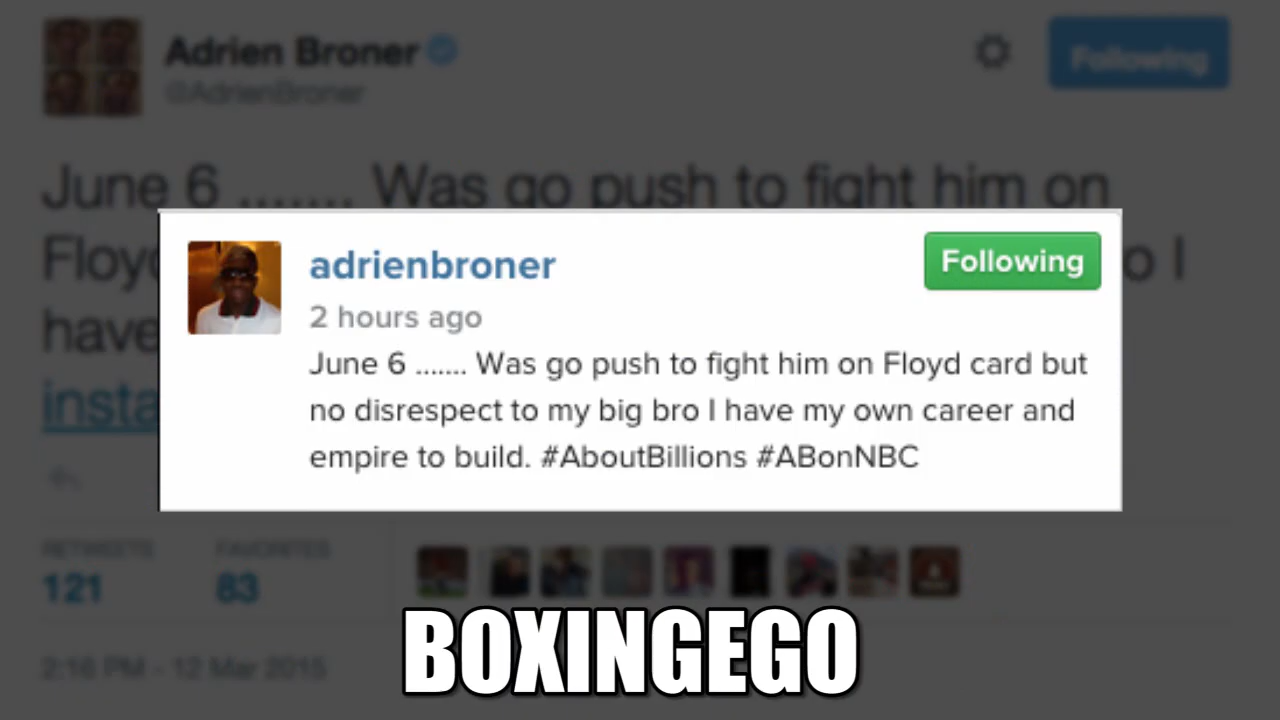 Adrien Broner
@AdrienBroner
Following
June 6 ....... Was go push to fight him on
Floyd
o I
have
insta
adrienbroner
Following
2 hours ago
June 6 ....... Was go push to fight him on Floyd card but
no disrespect to my big bro I have my own career and
empire to build. #AboutBillions #ABonNBC
RETWEETS FAVORITES
121 83
2:16 PM - 12 Mar 2015
BOXINGEGO